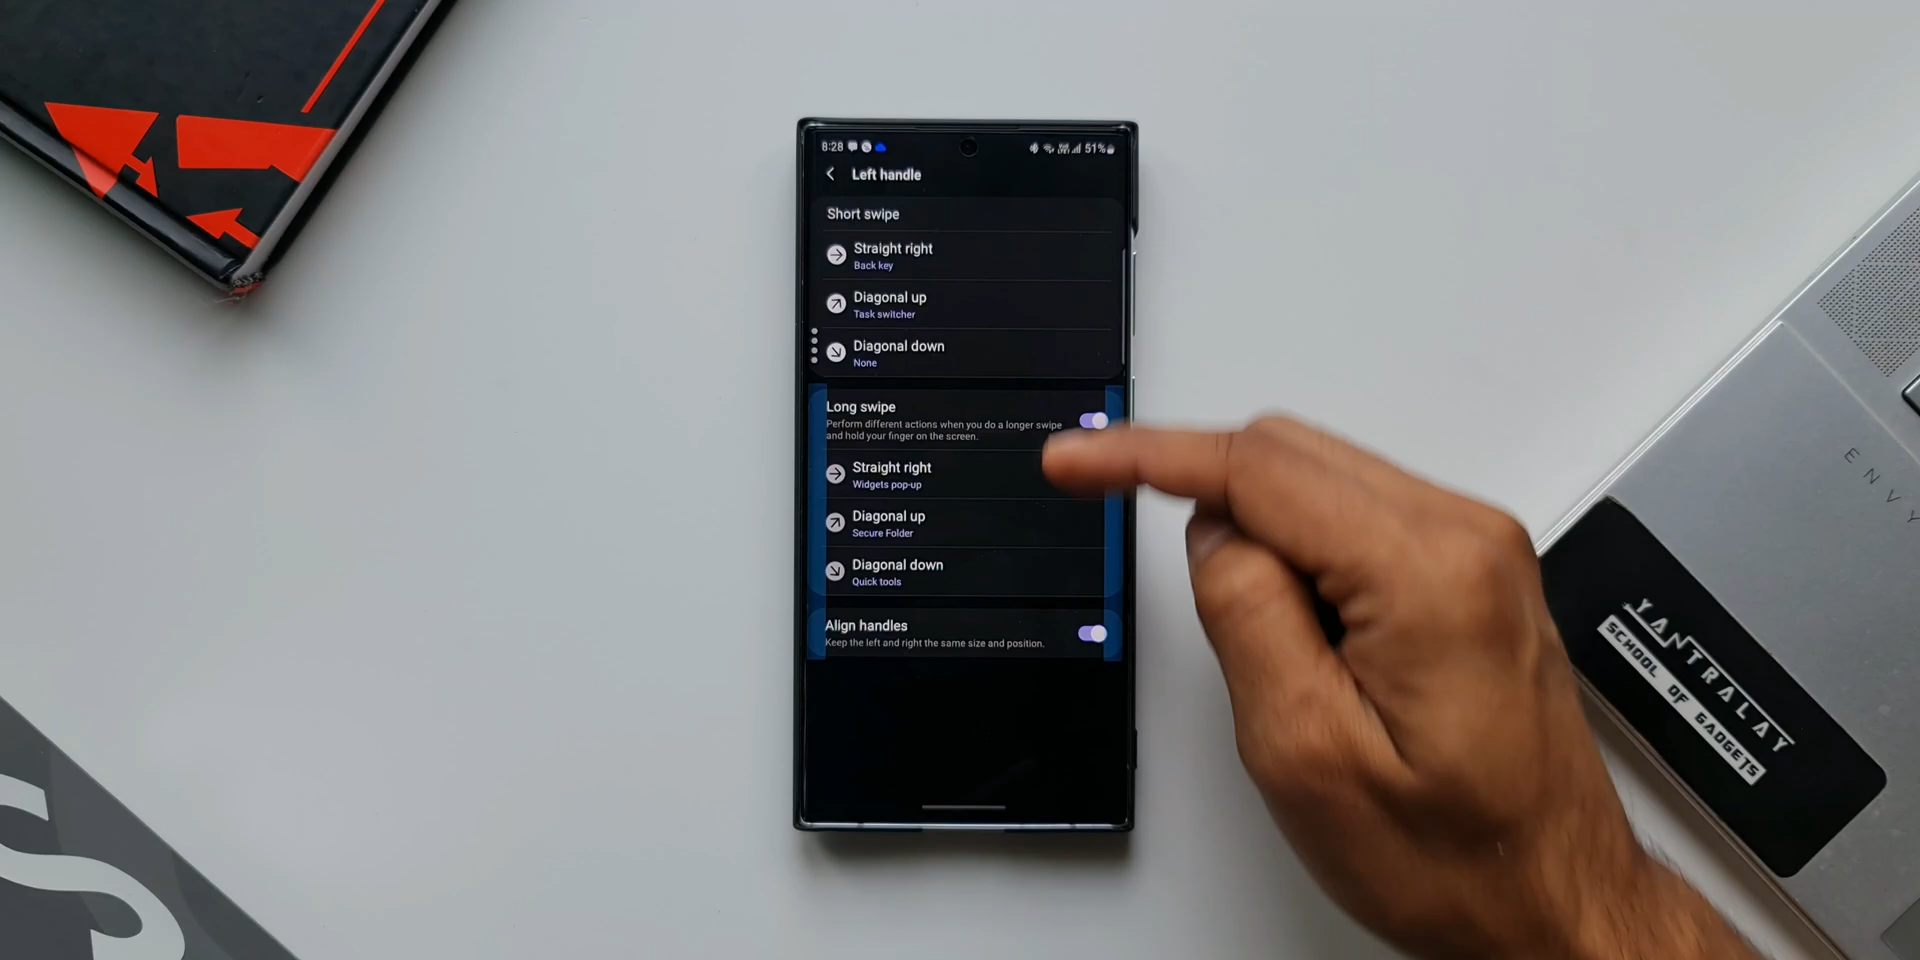 8:28
51%
Left handle
Short swipe
Straight right
Back key
Diagonal up
Task switcher
Diagonal down
None
Long swipe
Perform different actions when you do a longer swipe
and hold your finger on the screen.
Straight right
Widgets pop-up
Diagonal up
Secure Folder
Diagonal down
Quick tools
Align handles
Keep the left and right the same size and position.
ENVY
YANTRALAY
SCHOOL OF GADGETS
S